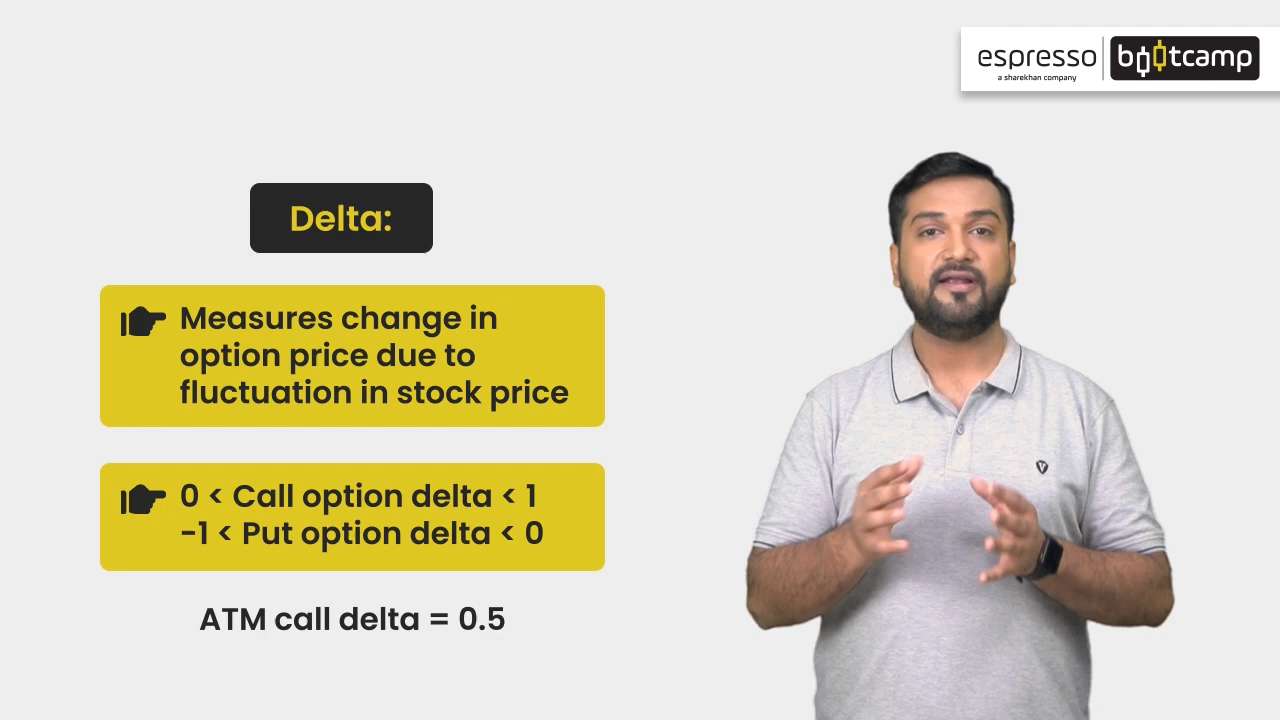 espresso
a sharekhan company
bootcamp
Delta:
Measures change in
option price due to
fluctuation in stock price
0 < Call option delta < 1
-1 < Put option delta < 0
ATM call delta = 0.5